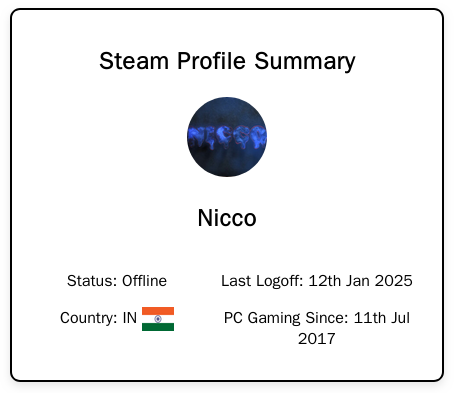 Steam Profile Summary
Nicco
Status: Offline
Last Logoff: 12th Jan 2025
Country: IN
PC Gaming Since: 11th Jul
2017